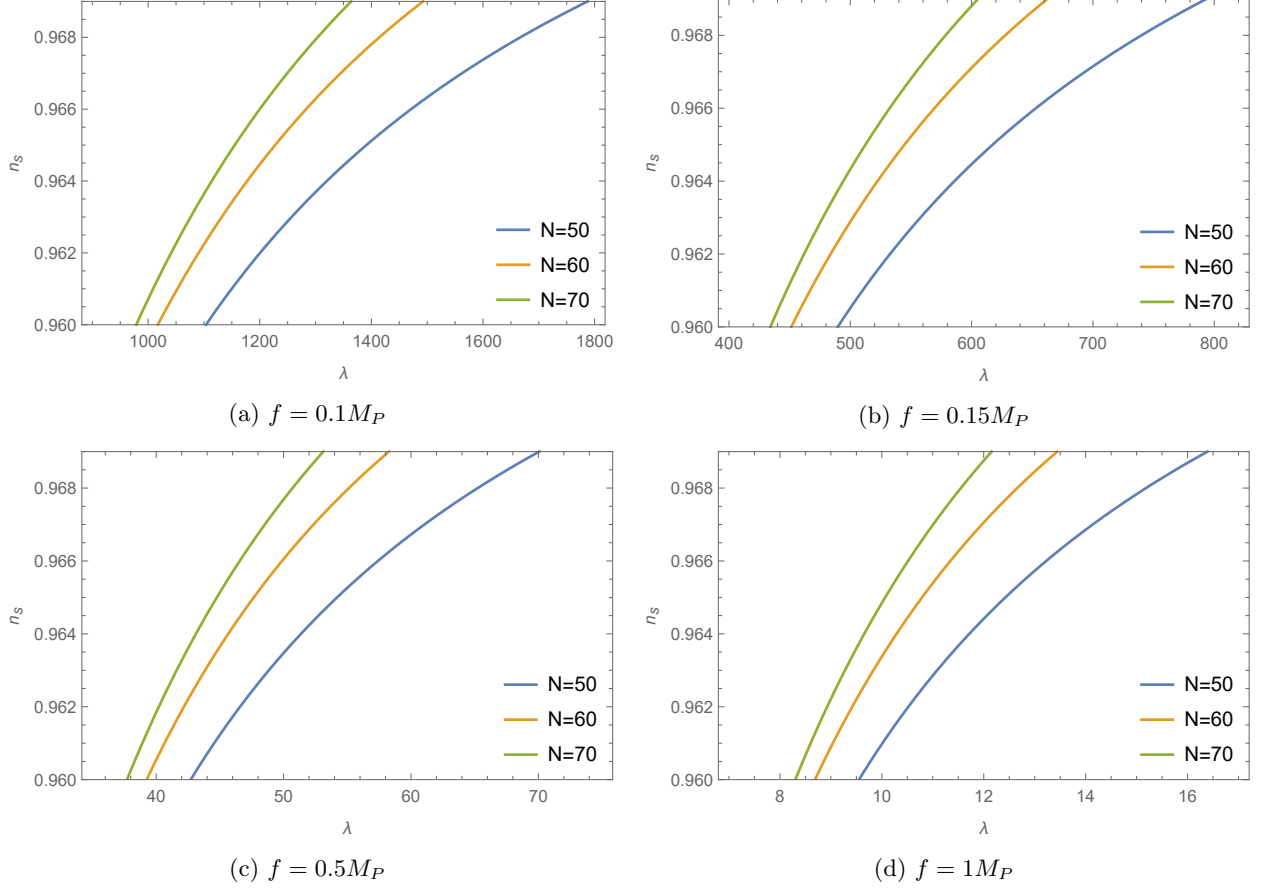 0.968
0.966
0.964
0.962
0.960
n_s
1000 1200 1400 1600 1800
λ
N=50
N=60
N=70
(a) f = 0.1M_P
0.968
0.966
0.964
0.962
0.960
n_s
400 500 600 700 800
λ
N=50
N=60
N=70
(b) f = 0.15M_P
0.968
0.966
0.964
0.962
0.960
n_s
40 50 60 70
λ
N=50
N=60
N=70
(c) f = 0.5M_P
0.968
0.966
0.964
0.962
0.960
n_s
8 10 12 14 16
λ
N=50
N=60
N=70
(d) f = 1M_P